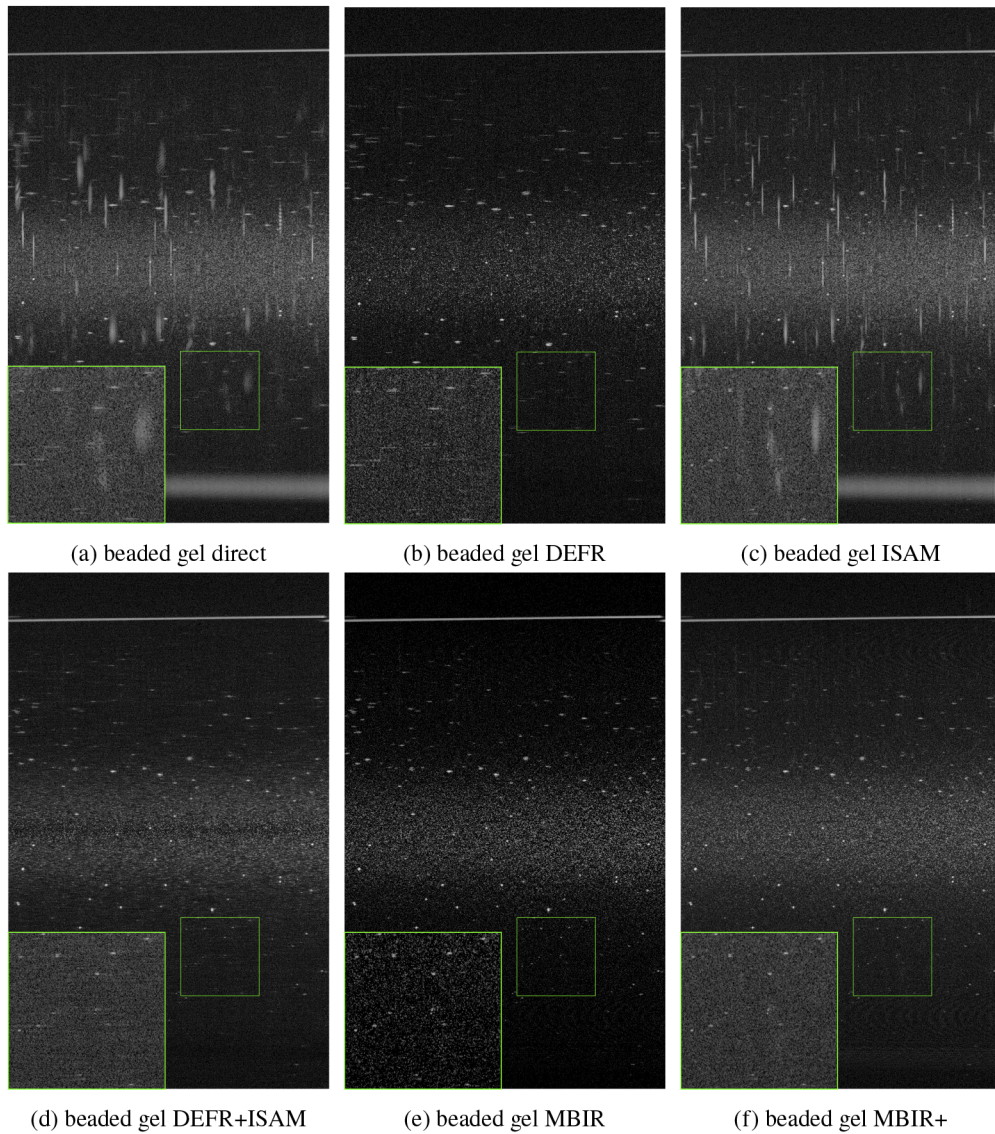 (a) beaded gel direct
(b) beaded gel DEFR
(c) beaded gel ISAM
(d) beaded gel DEFR+ISAM
(e) beaded gel MBIR
(f) beaded gel MBIR+